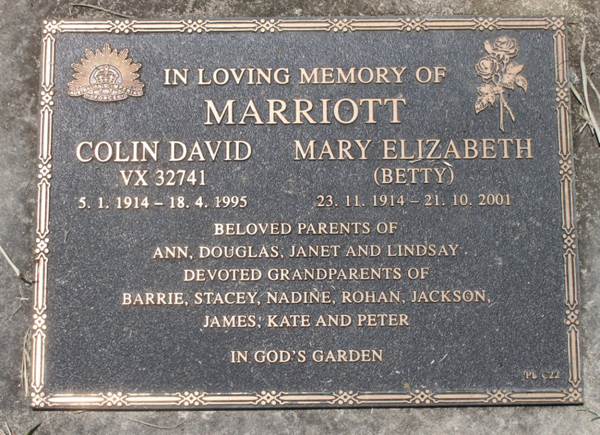 IN LOVING MEMORY OF
MARRIOTT
COLIN DAVID MARY ELIZABETH
VX 32741 (BETTY)
5. 1. 1914 – 18. 4. 1995 23. 11. 1914 – 21. 10. 2001
BELOVED PARENTS OF
ANN, DOUGLAS, JANET AND LINDSAY
DEVOTED GRANDPARENTS OF
BARRIE, STACEY, NADINE, ROHAN, JACKSON,
JAMES, KATE AND PETER
IN GOD'S GARDEN